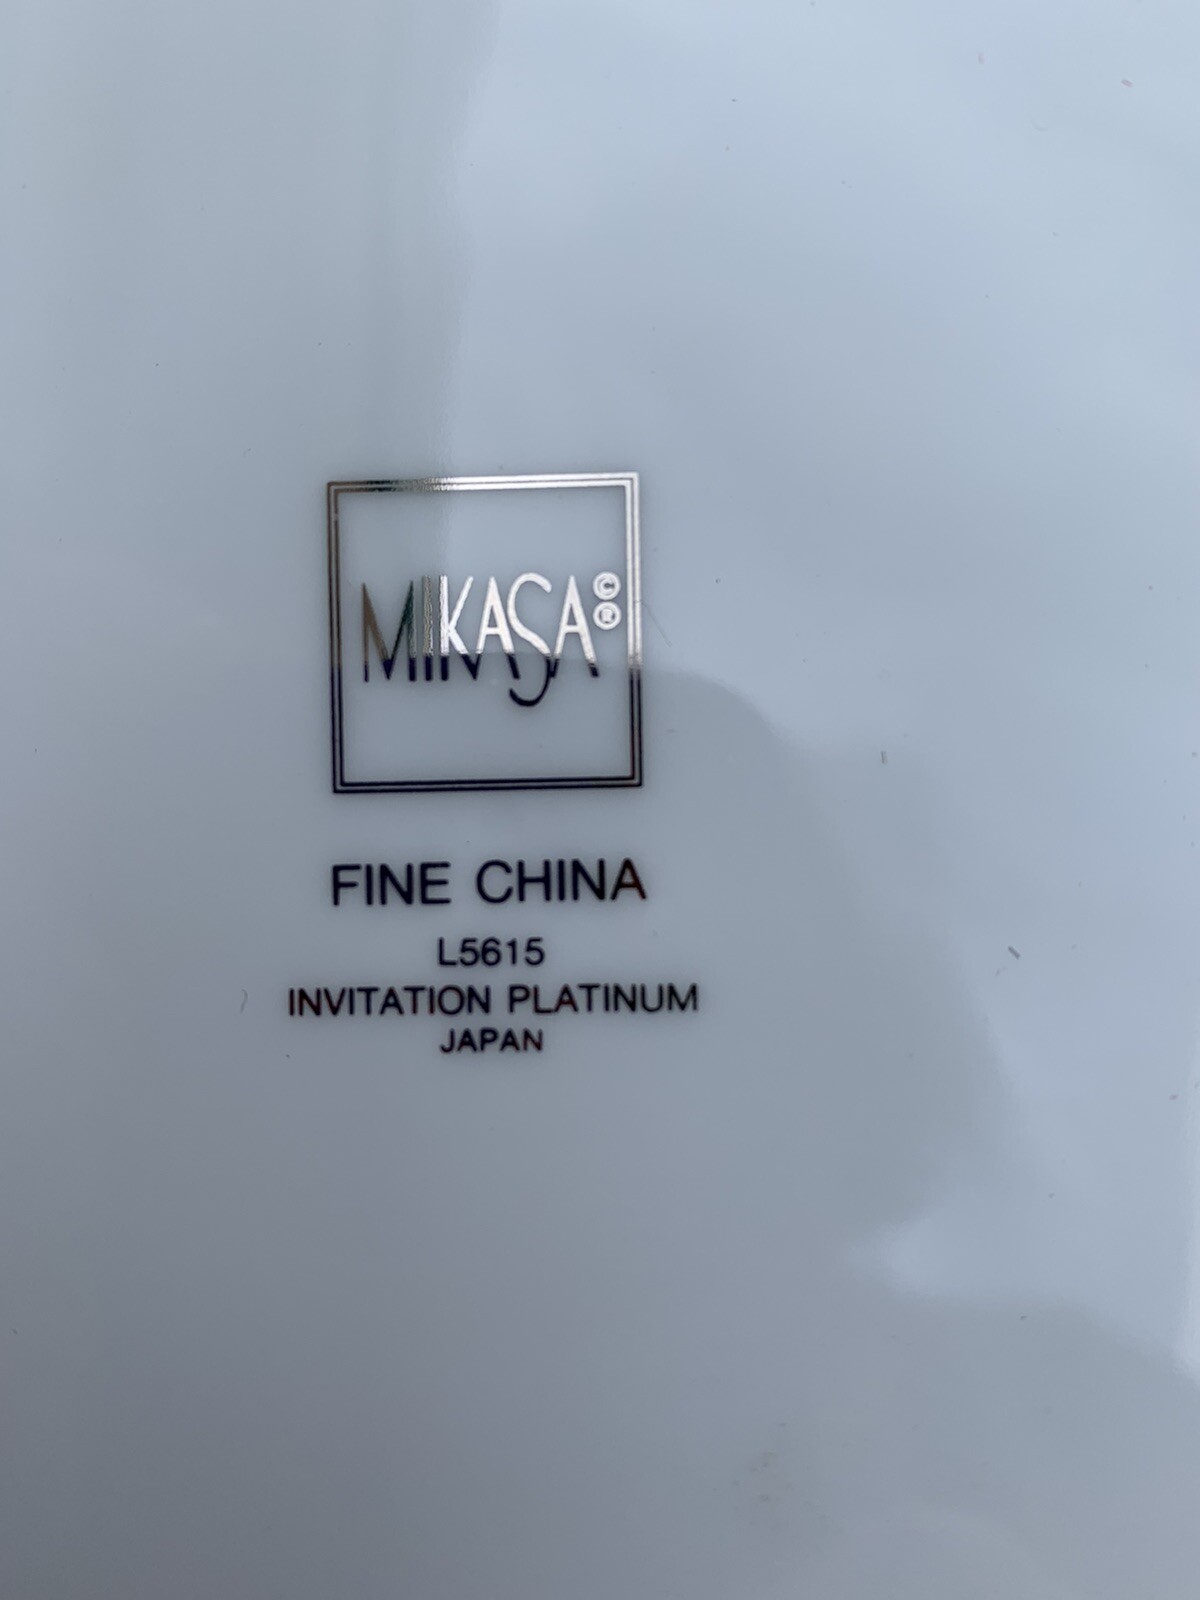 MIKASA©®
FINE CHINA
L5615
INVITATION PLATINUM
JAPAN